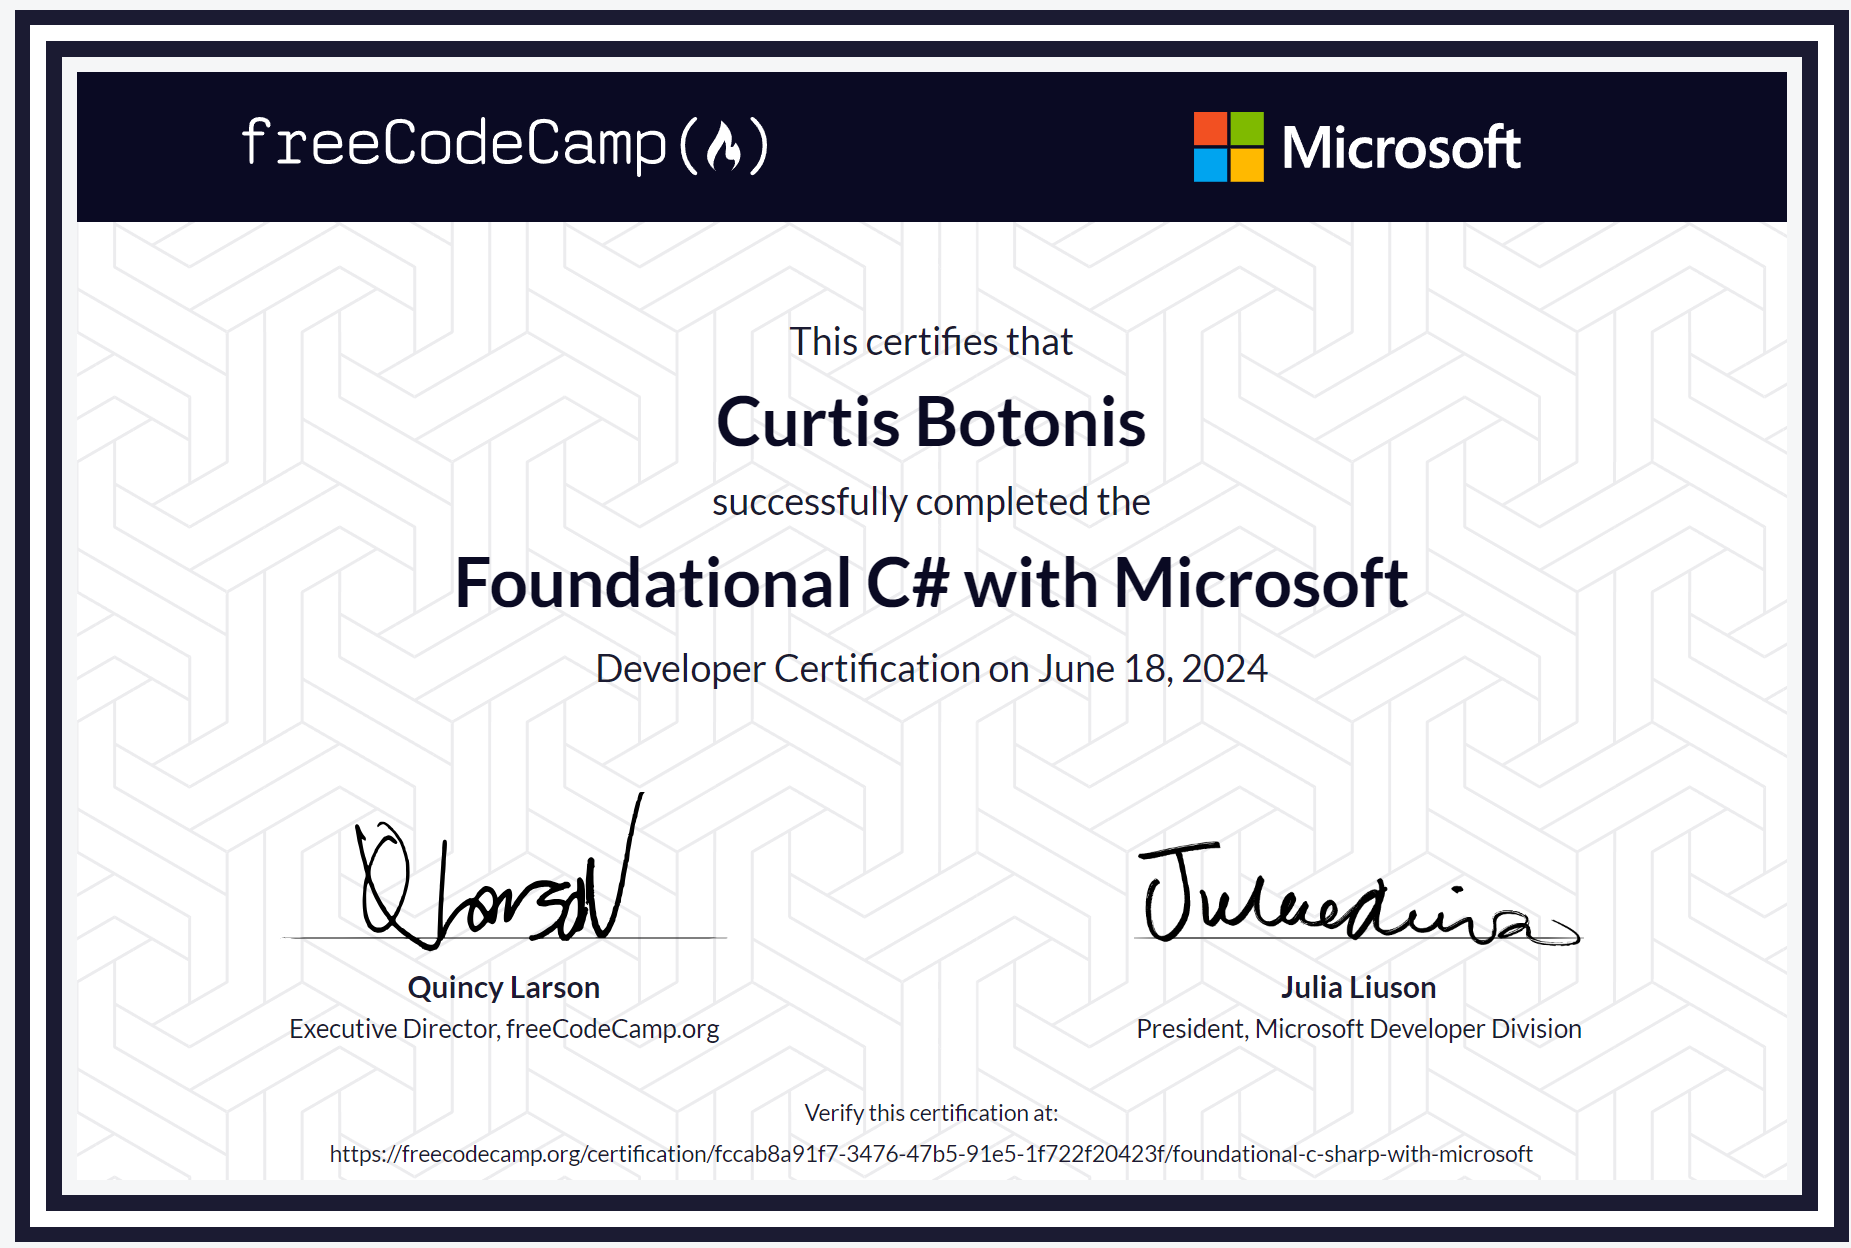 freeCodeCamp
Microsoft
This certifies that
Curtis Botonis
successfully completed the
Foundational C# with Microsoft
Developer Certification on June 18, 2024
Quincy Larson
Executive Director, freeCodeCamp.org
Julia Liuson
President, Microsoft Developer Division
Verify this certification at:
https://freecodecamp.org/certification/fccab8a91f7-3476-47b5-91e5-1f722f20423f/foundational-c-sharp-with-microsoft